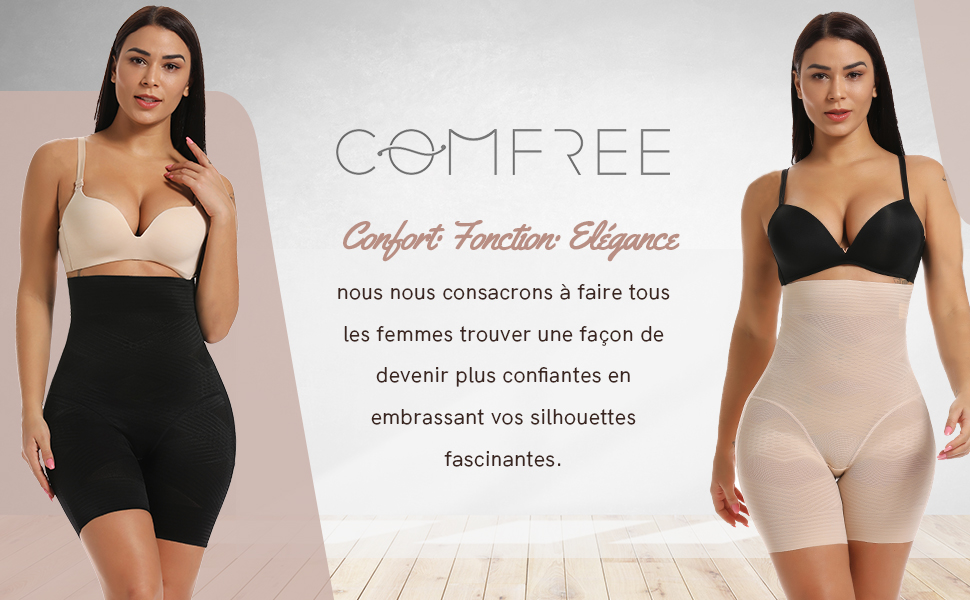 COMFREE
Confort· Fonction· Elégance
nous nous consacrons à faire tous
les femmes trouver une façon de
devenir plus confiantes en
embrassant vos silhouettes
fascinantes.